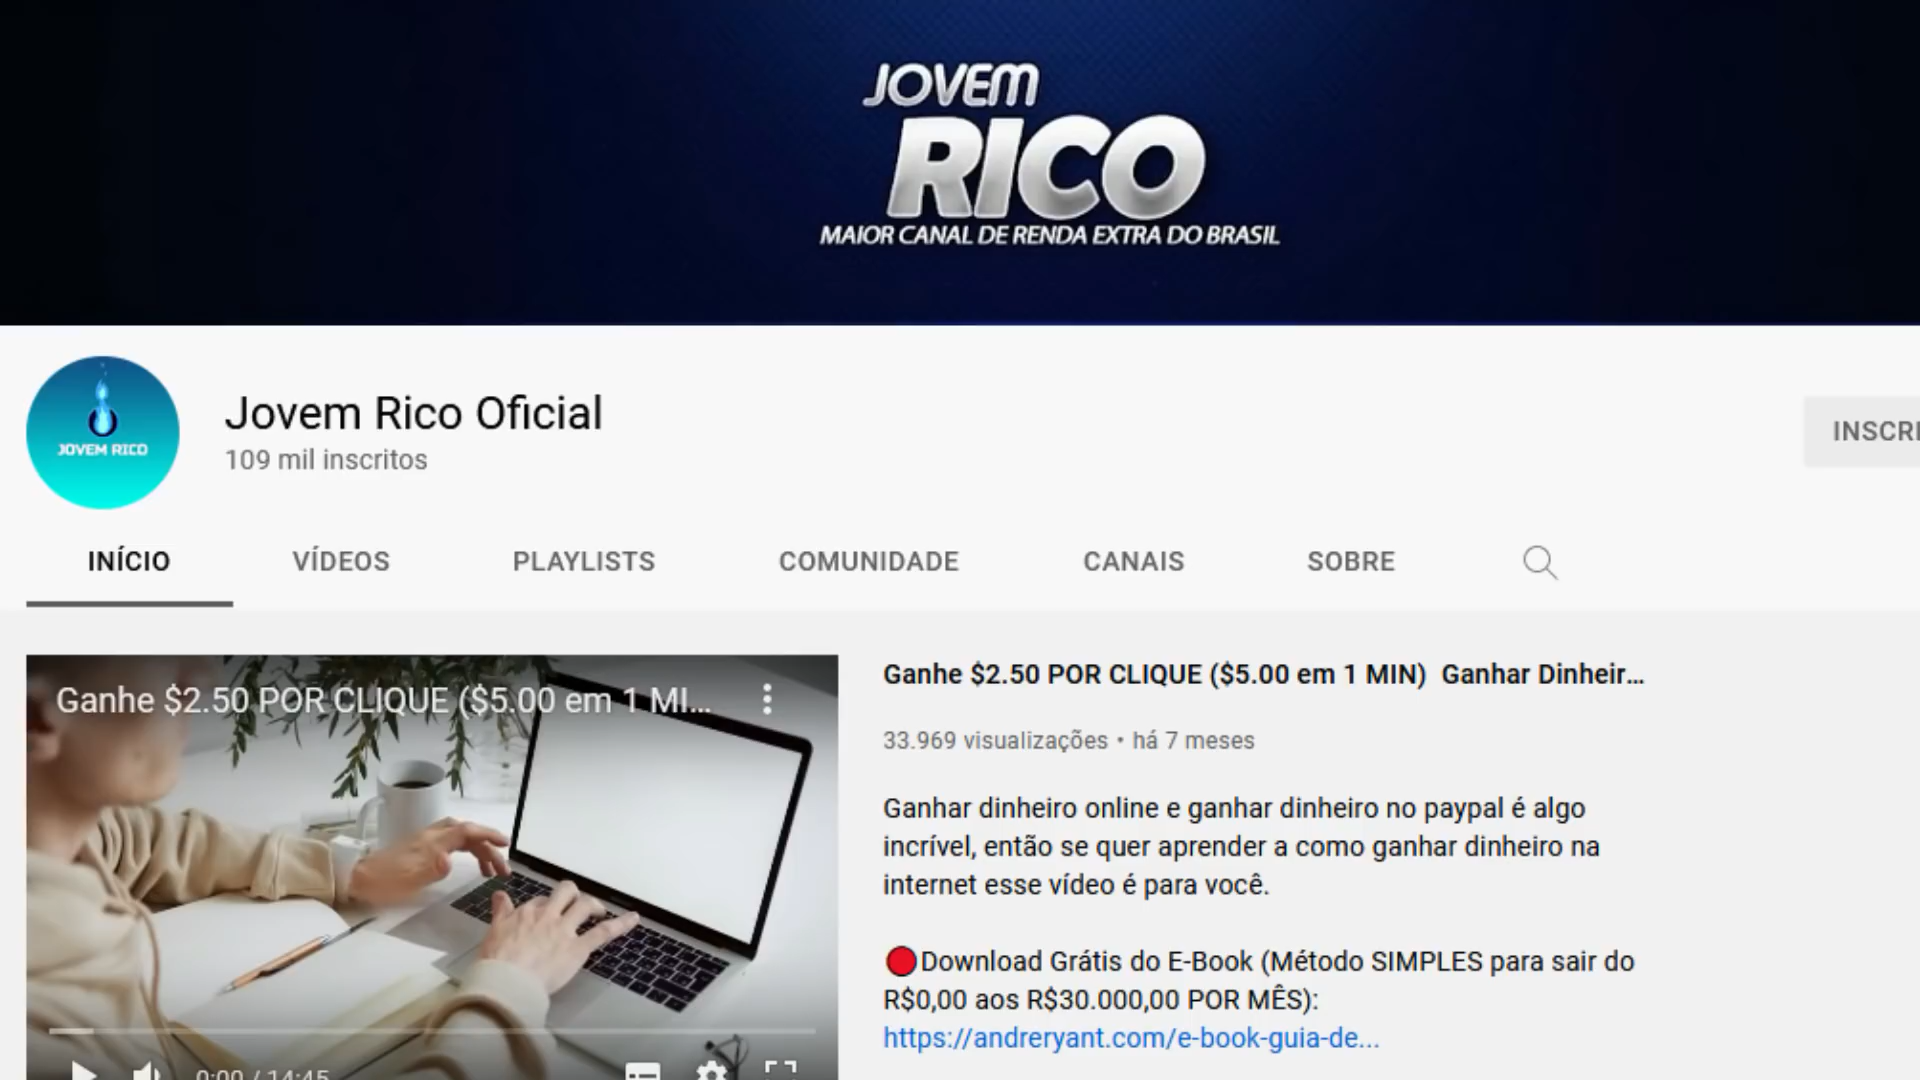 JOVEM
RICO
MAIOR CANAL DE RENDA EXTRA DO BRASIL
JOVEM RICO
Jovem Rico Oficial
109 mil inscritos
INSCRI
INÍCIO
VÍDEOS
PLAYLISTS
COMUNIDADE
CANAIS
SOBRE
Ganhe $2.50 POR CLIQUE ($5.00 em 1 MI...
0:00 / 14:45
Ganhe $2.50 POR CLIQUE ($5.00 em 1 MIN) Ganhar Dinheir...
33.969 visualizações • há 7 meses
Ganhar dinheiro online e ganhar dinheiro no paypal é algo
incrível, então se quer aprender a como ganhar dinheiro na
internet esse vídeo é para você.
🔴Download Grátis do E-Book (Método SIMPLES para sair do
R$0,00 aos R$30.000,00 POR MÊS):
https://andreryant.com/e-book-guia-de...